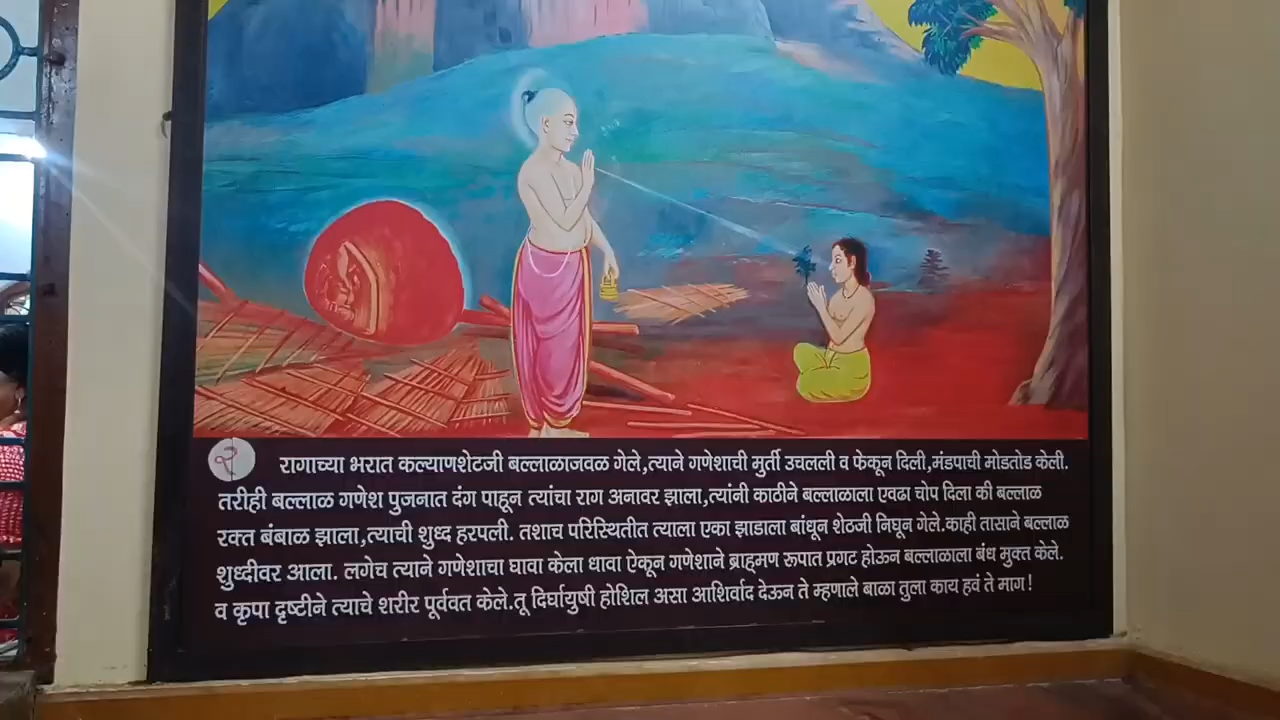 २ रागाच्या भरात कल्याणशेटजी बल्लाळाजवळ गेले,त्याने गणेशाची मुर्ती उचलली व फेकून दिली,मंडपाची मोडतोड केली.
तरीही बल्लाळ गणेश पुजनात दंग पाहून त्यांचा राग अनावर झाला,त्यांनी काठीने बल्लाळाला एवढा चोप दिला की बल्लाळ
रक्त बंबाळ झाला,त्याची शुध्द हरपली. तशाच परिस्थितीत त्याला एका झाडाला बांधून शेठजी निघून गेले.काही तासाने बल्लाळ
शुध्दीवर आला. लगेच त्याने गणेशाचा घावा केला धावा ऐकून गणेशाने ब्राह्मण रूपात प्रगट होऊन बल्लाळाला बंध मुक्त केले.
व कृपा दृष्टीने त्याचे शरीर पूर्ववत केले.तू दिर्घायुषी होशिल असा आशिर्वाद देऊन ते म्हणाले बाळा तुला काय हवं ते माग!